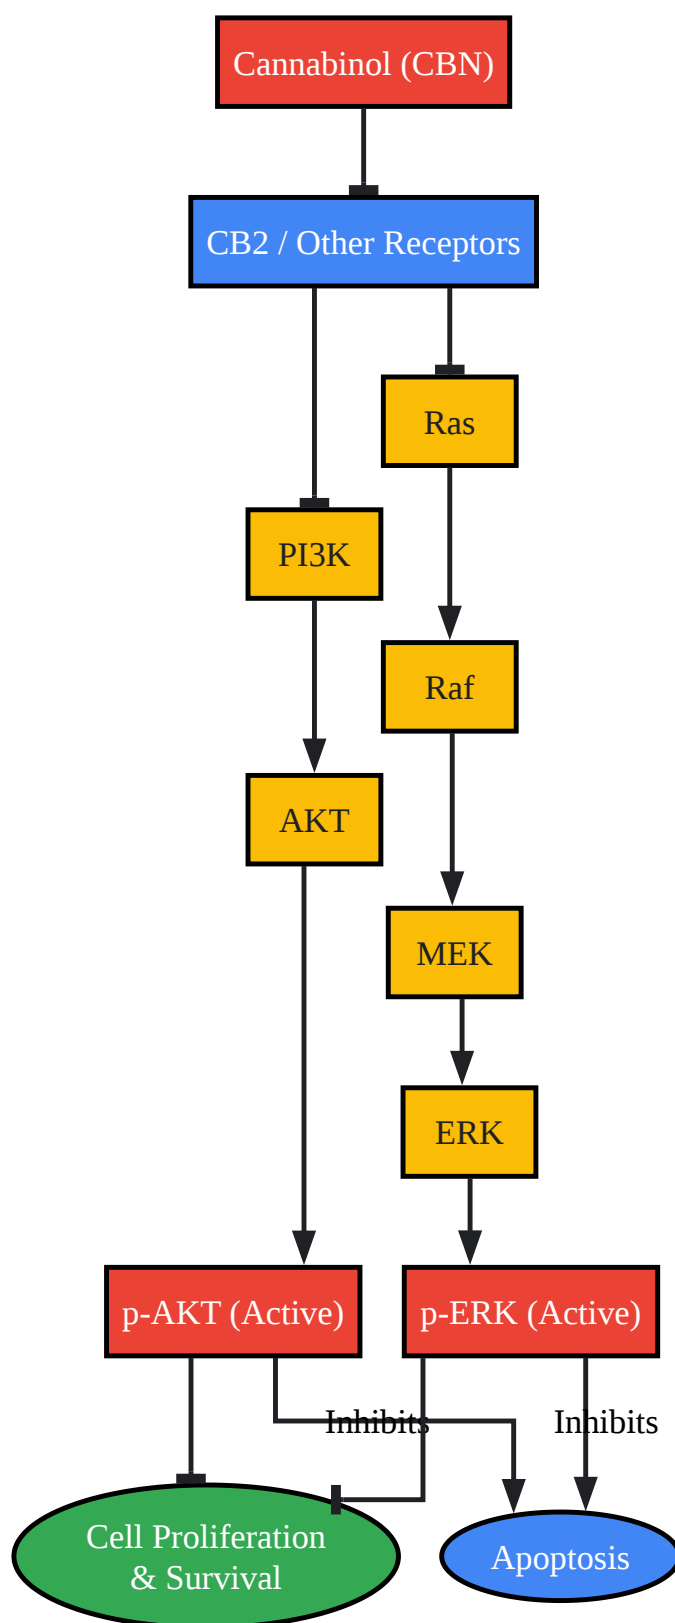 Cannabinol (CBN)
CB2 / Other Receptors
Ras
PI3K
Raf
AKT
MEK
ERK
p-AKT (Active)
p-ERK (Active)
Inhibits
Inhibits
Cell Proliferation
& Survival
Apoptosis